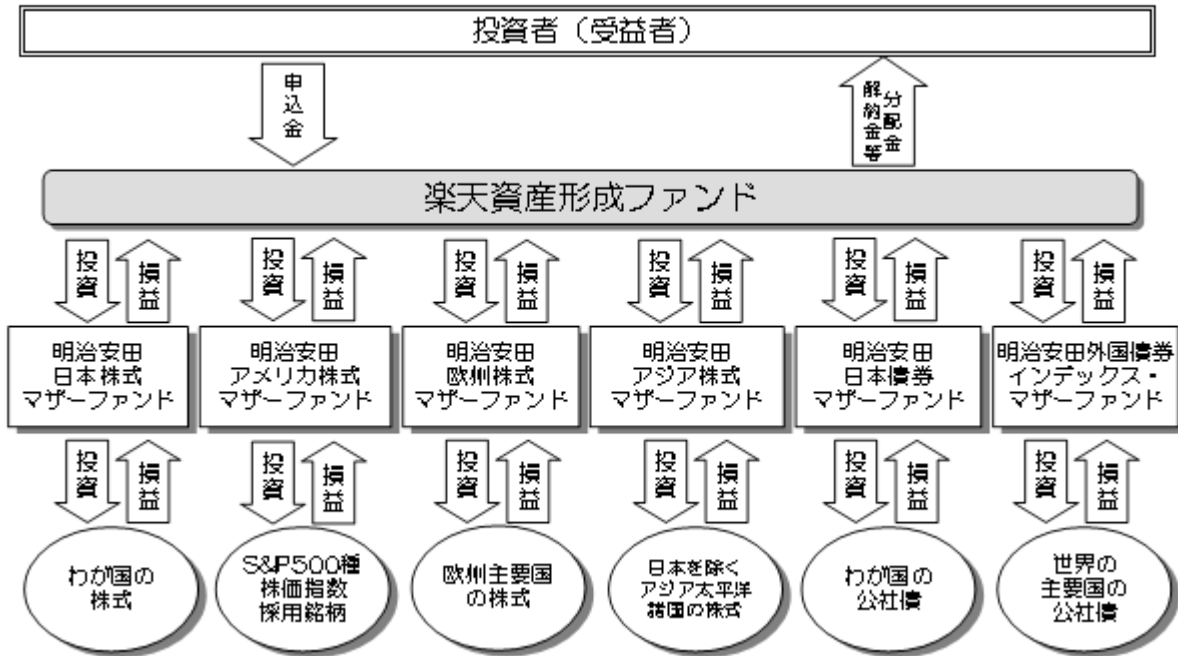 投資者（受益者）
申込金
分配金
解約金等
楽天資産形成ファンド
投資
損益
投資
損益
投資
損益
投資
損益
投資
損益
投資
損益
明治安田
日本株式
マザーファンド
明治安田
アメリカ株式
マザーファンド
明治安田
欧州株式
マザーファンド
明治安田
アジア株式
マザーファンド
明治安田
日本債券
マザーファンド
明治安田外国債券
インデックス・
マザーファンド
投資
損益
投資
損益
投資
損益
投資
損益
投資
損益
投資
損益
わが国の
株式
S&P500種
株価指数
採用銘柄
欧州主要国
の株式
日本を除く
アジア太平洋
諸国の株式
わが国の
公社債
世界の
主要国の
公社債